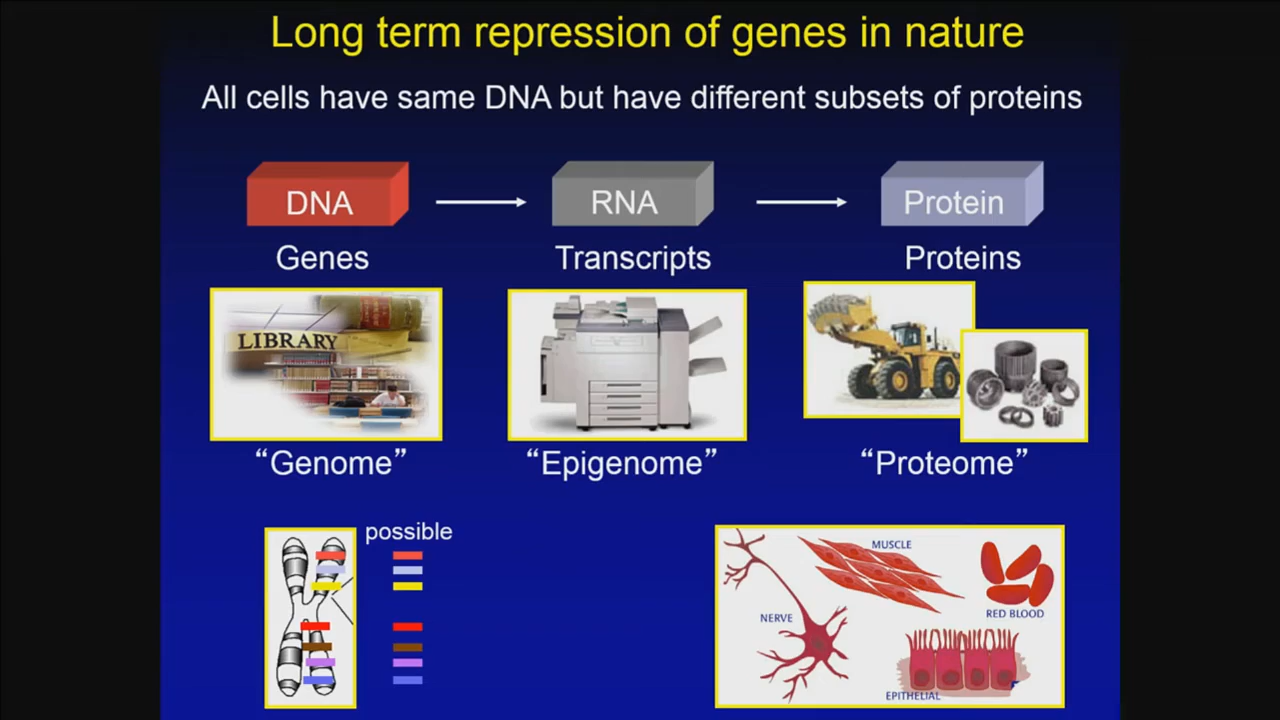 Long term repression of genes in nature
All cells have same DNA but have different subsets of proteins
DNA
RNA
Protein
Genes
Transcripts
Proteins
LIBRARY
“Genome”
“Epigenome”
“Proteome”
possible
MUSCLE
NERVE
RED BLOOD
EPITHELIAL